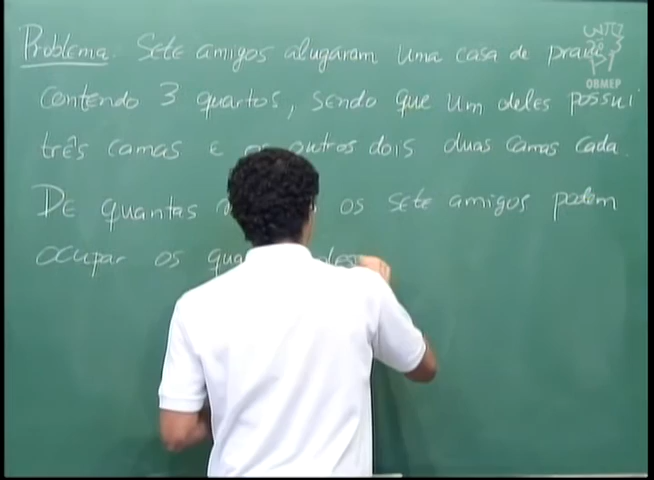 Problema. Sete amigos alugaram uma casa de praia
contendo 3 quartos, sendo que um deles possui
três camas e outros dois duas camas cada.
De quantas os sete amigos podem
ocupar os
OBMEP